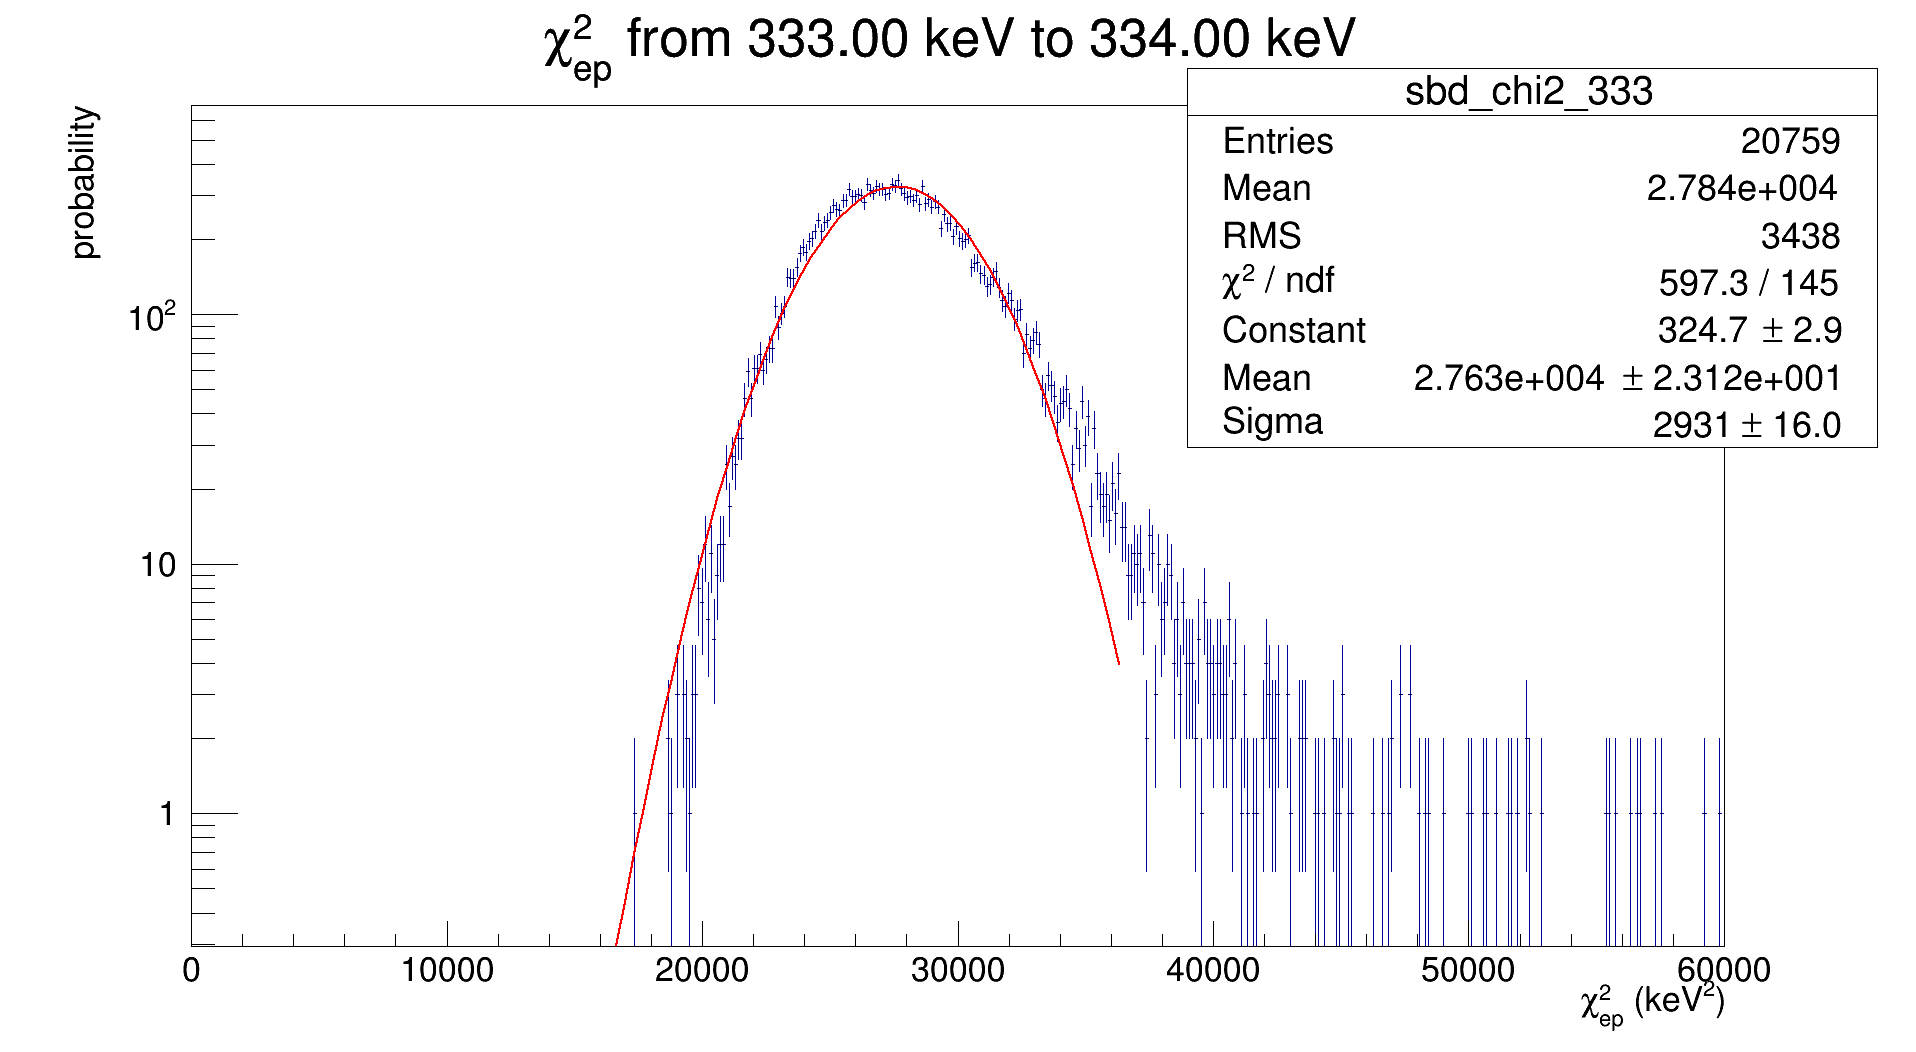 χ²ep from 333.00 keV to 334.00 keV
sbd_chi2_333
Entries 20759
Mean 2.784e+004
RMS 3438
χ² / ndf 597.3 / 145
Constant 324.7 ± 2.9
Mean 2.763e+004 ± 2.312e+001
Sigma 2931 ± 16.0
probability
10²
10
1
0 10000 20000 30000 40000 50000 60000
χ²ep (keV²)